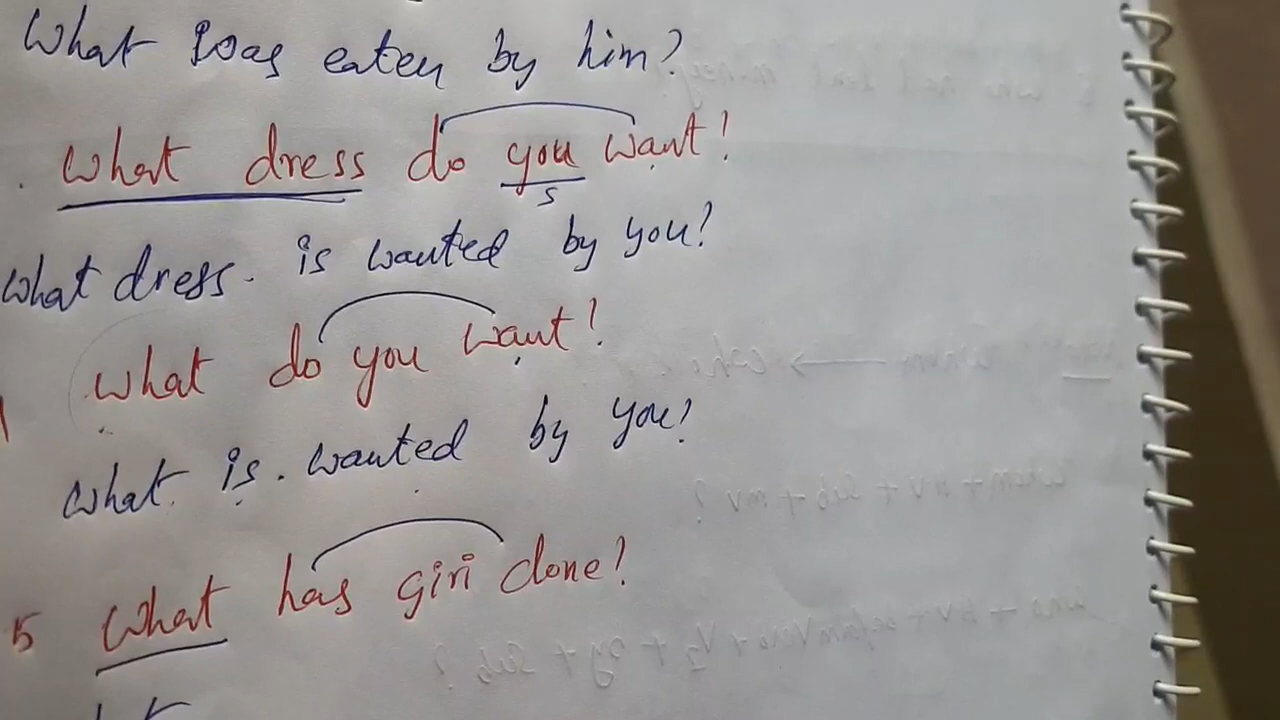 What was eaten by him?
What dress do you want?
s
What dress is wanted by you?
What do you want?
What is wanted by you?
5 What has giri done?